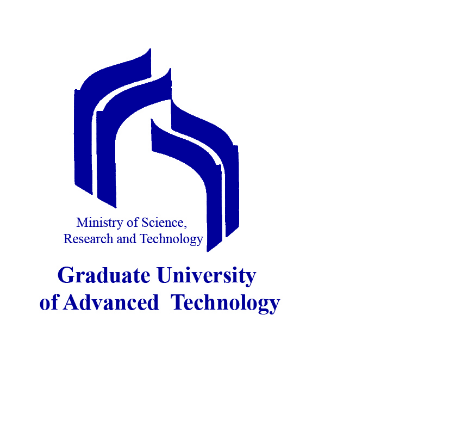 Ministry of Science,
Research and Technology
Graduate University
of Advanced Technology